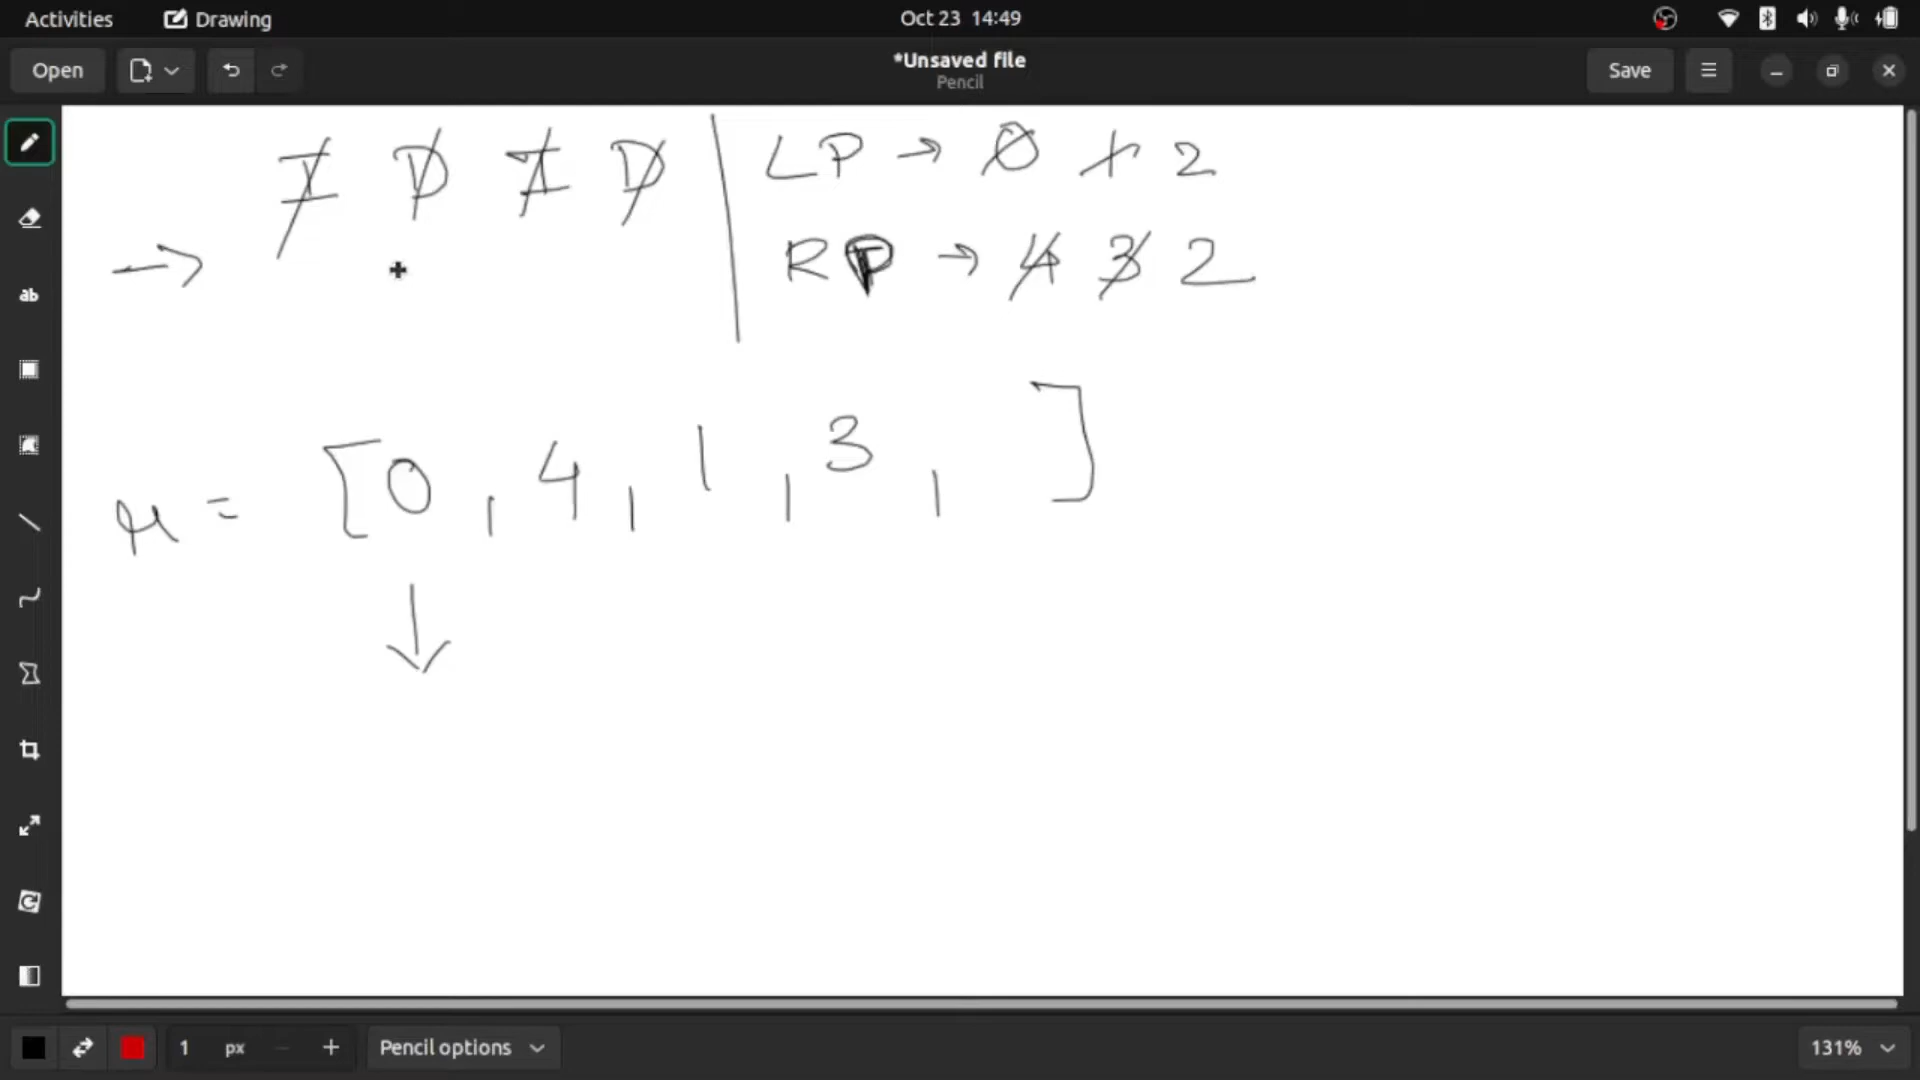 Activities Drawing Oct 23 14:49
Open *Unsaved file Save
Pencil
I D I D LP → 0 1 2
→ RP → 4 3 2
ab
= [0, 4, 1, 3, ]
↓
1 px − + Pencil options 131%